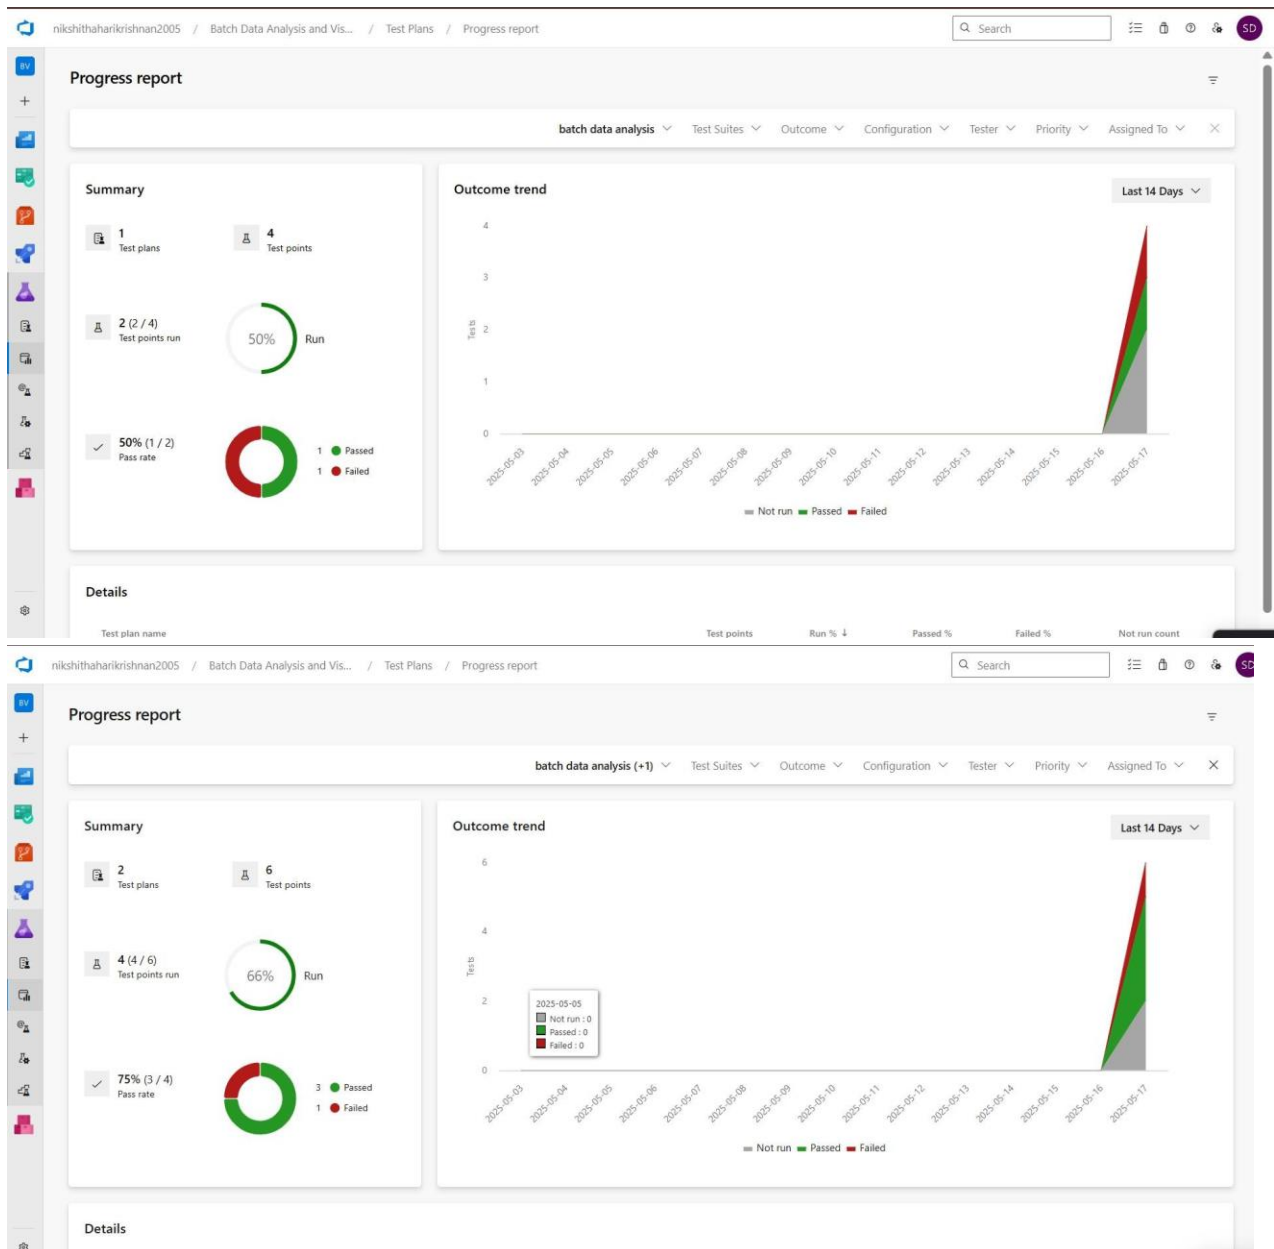 nikshithaharikrishnan2005 / Batch Data Analysis and Vis... / Test Plans / Progress report
Search
SD
BV
Progress report
batch data analysis Test Suites Outcome Configuration Tester Priority Assigned To
Summary
1
Test plans
4
Test points
2 (2 / 4)
Test points run
50%
Run
50% (1 / 2)
Pass rate
1 Passed
1 Failed
Outcome trend
Last 14 Days
4
3
2
1
0
Tests
2025-05-03 2025-05-04 2025-05-05 2025-05-06 2025-05-07 2025-05-08 2025-05-09 2025-05-10 2025-05-11 2025-05-12 2025-05-13 2025-05-14 2025-05-15 2025-05-16 2025-05-17
Not run Passed Failed
Details
Test plan name Test points Run % Passed % Failed % Not run count
nikshithaharikrishnan2005 / Batch Data Analysis and Vis... / Test Plans / Progress report
Search
SD
BV
Progress report
batch data analysis (+1) Test Suites Outcome Configuration Tester Priority Assigned To
Summary
2
Test plans
6
Test points
4 (4 / 6)
Test points run
66%
Run
75% (3 / 4)
Pass rate
3 Passed
1 Failed
Outcome trend
Last 14 Days
6
4
2
0
Tests
2025-05-05
Not run : 0
Passed : 0
Failed : 0
2025-05-03 2025-05-04 2025-05-05 2025-05-06 2025-05-07 2025-05-08 2025-05-09 2025-05-10 2025-05-11 2025-05-12 2025-05-13 2025-05-14 2025-05-15 2025-05-16 2025-05-17
Not run Passed Failed
Details